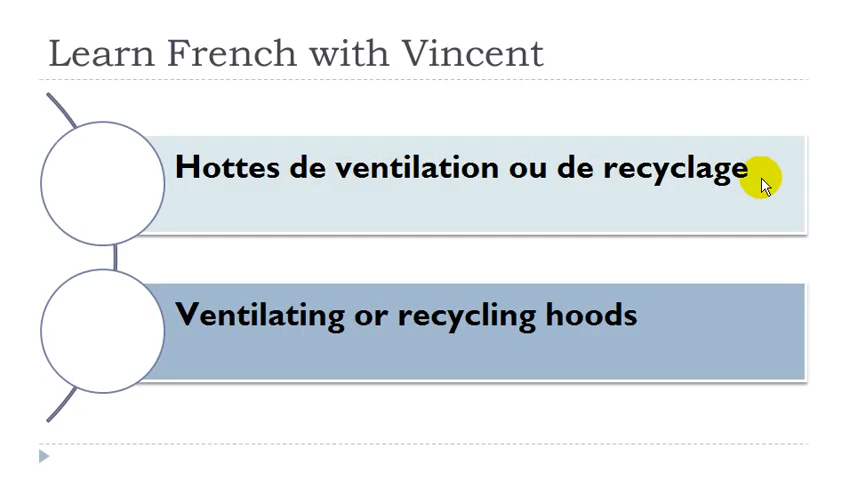 Learn French with Vincent
Hottes de ventilation ou de recyclage
Ventilating or recycling hoods